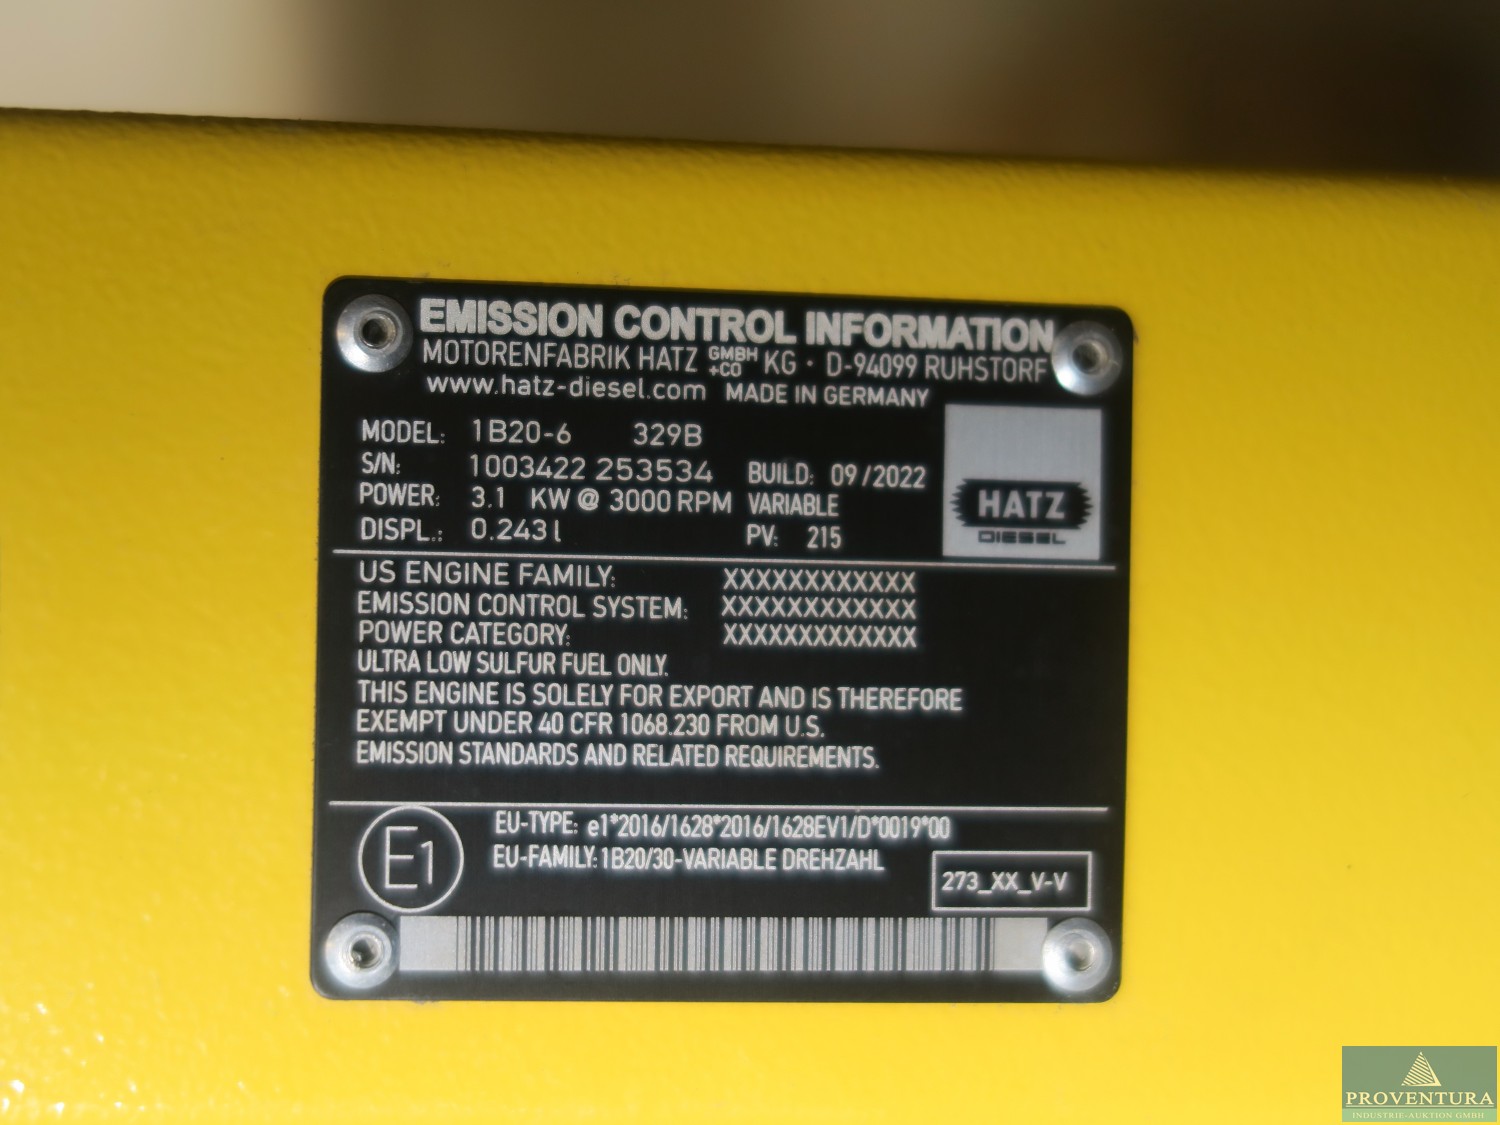 EMISSION CONTROL INFORMATION
MOTORENFABRIK HATZ GMBH +CO KG · D-94099 RUHSTORF
www.hatz-diesel.com MADE IN GERMANY
MODEL: 1B20-6 329B
S/N: 1003422 253534 BUILD: 09/2022
POWER: 3.1 KW @ 3000 RPM VARIABLE
DISPL.: 0.243 l PV: 215
HATZ
DIESEL
US ENGINE FAMILY: XXXXXXXXXXXX
EMISSION CONTROL SYSTEM: XXXXXXXXXXXX
POWER CATEGORY: XXXXXXXXXXXXX
ULTRA LOW SULFUR FUEL ONLY.
THIS ENGINE IS SOLELY FOR EXPORT AND IS THEREFORE
EXEMPT UNDER 40 CFR 1068.230 FROM U.S.
EMISSION STANDARDS AND RELATED REQUIREMENTS.
E1
EU-TYPE: e1*2016/1628*2016/1628EV1/D*0019*00
EU-FAMILY: 1B20/30-VARIABLE DREHZAHL
273_XX_V-V
PROVENTURA
INDUSTRIE-AUKTION GMBH